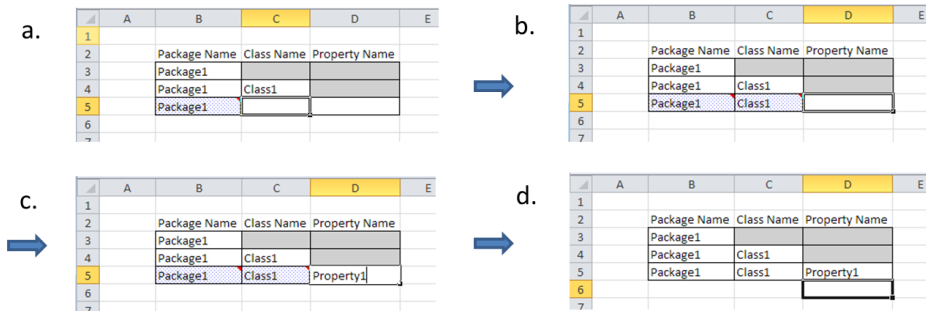 a.
A B C D E
1
2 Package Name Class Name Property Name
3 Package1
4 Package1 Class1
5 Package1
6
7
b.
A B C D E
1
2 Package Name Class Name Property Name
3 Package1
4 Package1 Class1
5 Package1 Class1
6
7
c.
A B C D E
1
2 Package Name Class Name Property Name
3 Package1
4 Package1 Class1
5 Package1 Class1 Property1
6
7
d.
A B C D E
1
2 Package Name Class Name Property Name
3 Package1
4 Package1 Class1
5 Package1 Class1 Property1
6
7